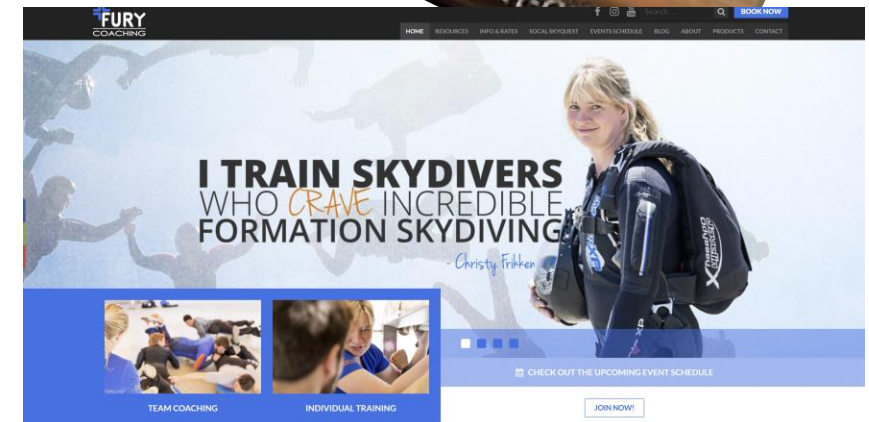 FURY
COACHING
Search...
BOOK NOW
HOME RESOURCES INFO & RATES SOCAL SKYQUEST EVENTS SCHEDULE BLOG ABOUT PRODUCTS CONTACT
I TRAIN SKYDIVERS
WHO CRAVE INCREDIBLE
FORMATION SKYDIVING
- Christy Frikken
CHECK OUT THE UPCOMING EVENT SCHEDULE
TEAM COACHING INDIVIDUAL TRAINING
JOIN NOW!